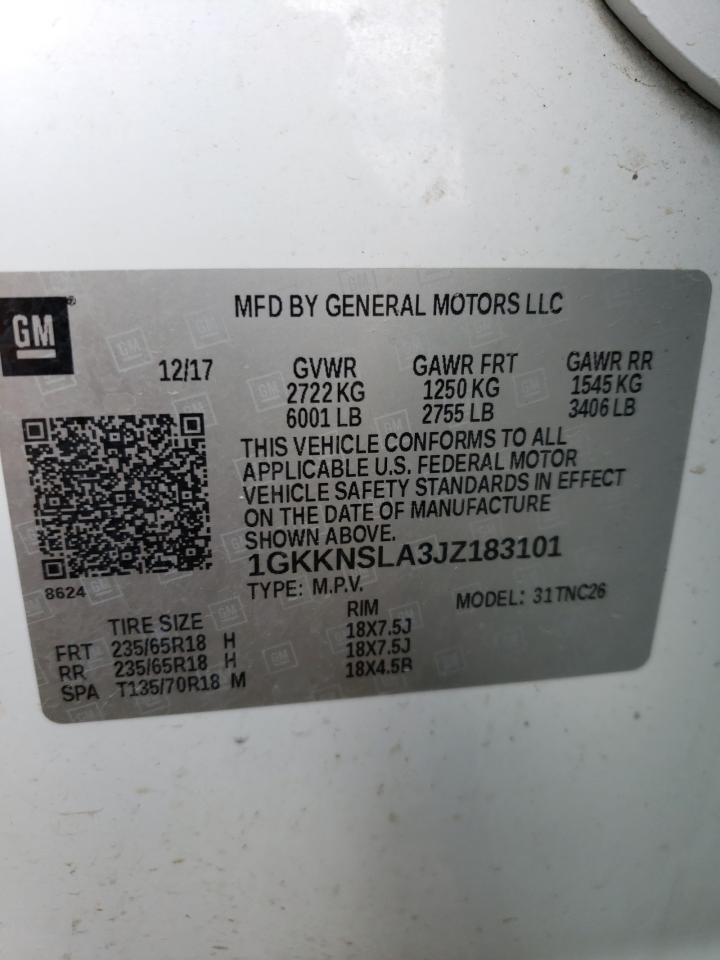 GM
MFD BY GENERAL MOTORS LLC
12/17 GVWR GAWR FRT GAWR RR
2722 KG 1250 KG 1545 KG
6001 LB 2755 LB 3406 LB
THIS VEHICLE CONFORMS TO ALL
APPLICABLE U.S. FEDERAL MOTOR
VEHICLE SAFETY STANDARDS IN EFFECT
ON THE DATE OF MANUFACTURE
SHOWN ABOVE.
8624
1GKKNSLA3JZ183101
TYPE: M.P.V. MODEL: 31TNC26
TIRE SIZE RIM
FRT 235/65R18 H 18X7.5J
RR 235/65R18 H 18X7.5J
SPA T135/70R18 M 18X4.5B